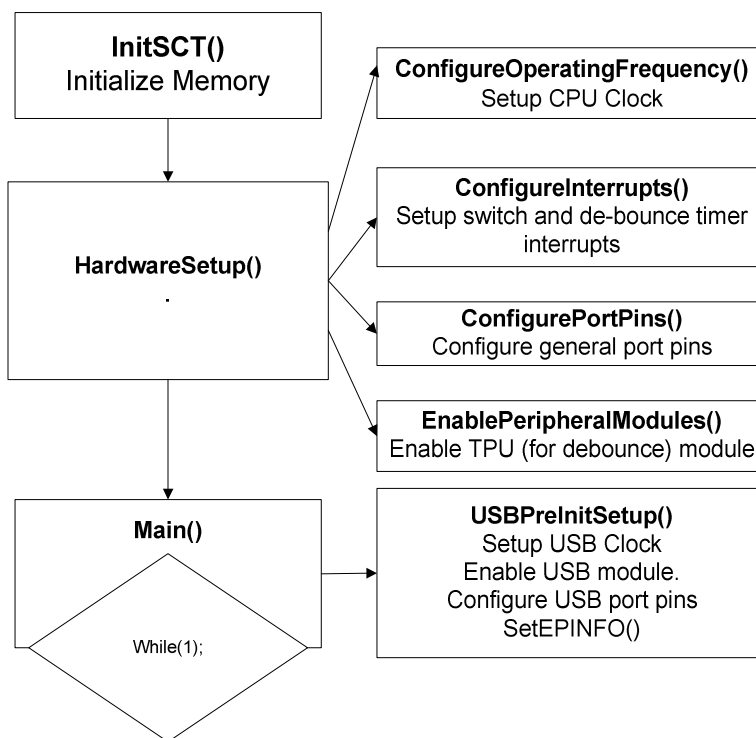 InitSCT()
Initialize Memory
ConfigureOperatingFrequency()
Setup CPU Clock
ConfigureInterrupts()
Setup switch and de-bounce timer
interrupts
HardwareSetup()
.
ConfigurePortPins()
Configure general port pins
EnablePeripheralModules()
Enable TPU (for debounce) module
Main()
While(1);
USBPreInitSetup()
Setup USB Clock
Enable USB module.
Configure USB port pins
SetEPINFO()